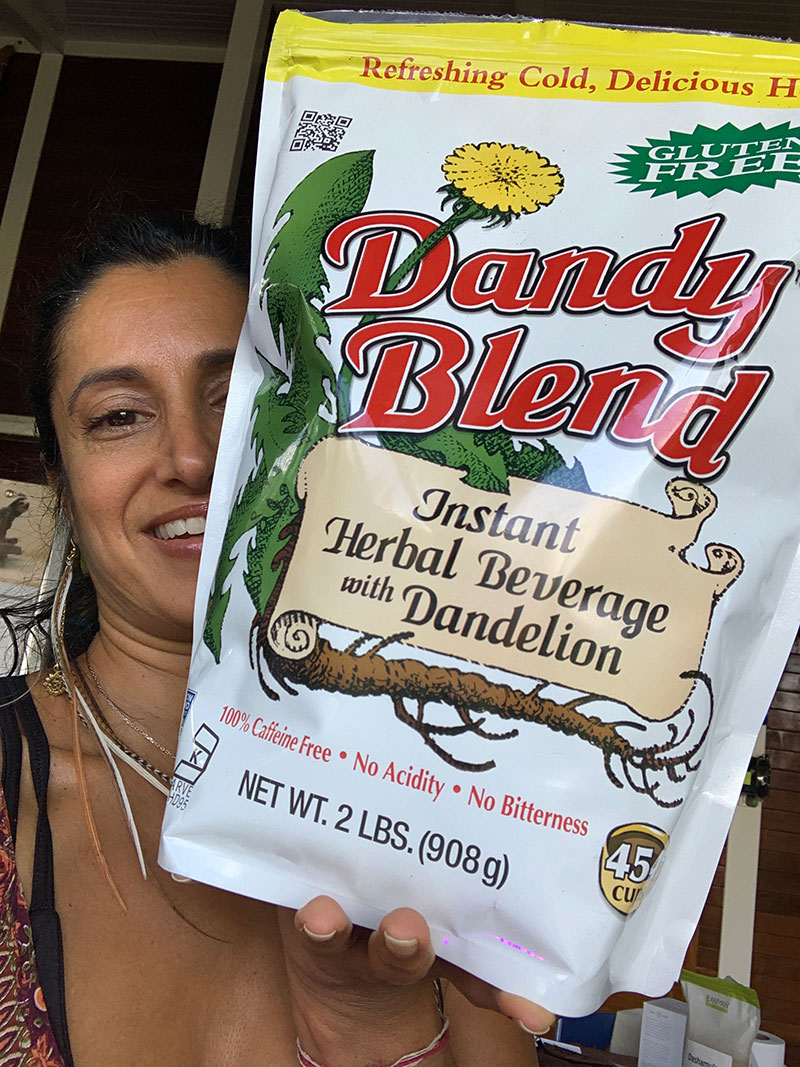 Refreshing Cold, Delicious H
GLUTEN
FREE
Dandy
Blend
Instant
Herbal Beverage
with Dandelion
100% Caffeine Free • No Acidity • No Bitterness
K
NET WT. 2 LBS. (908g)
45
CU